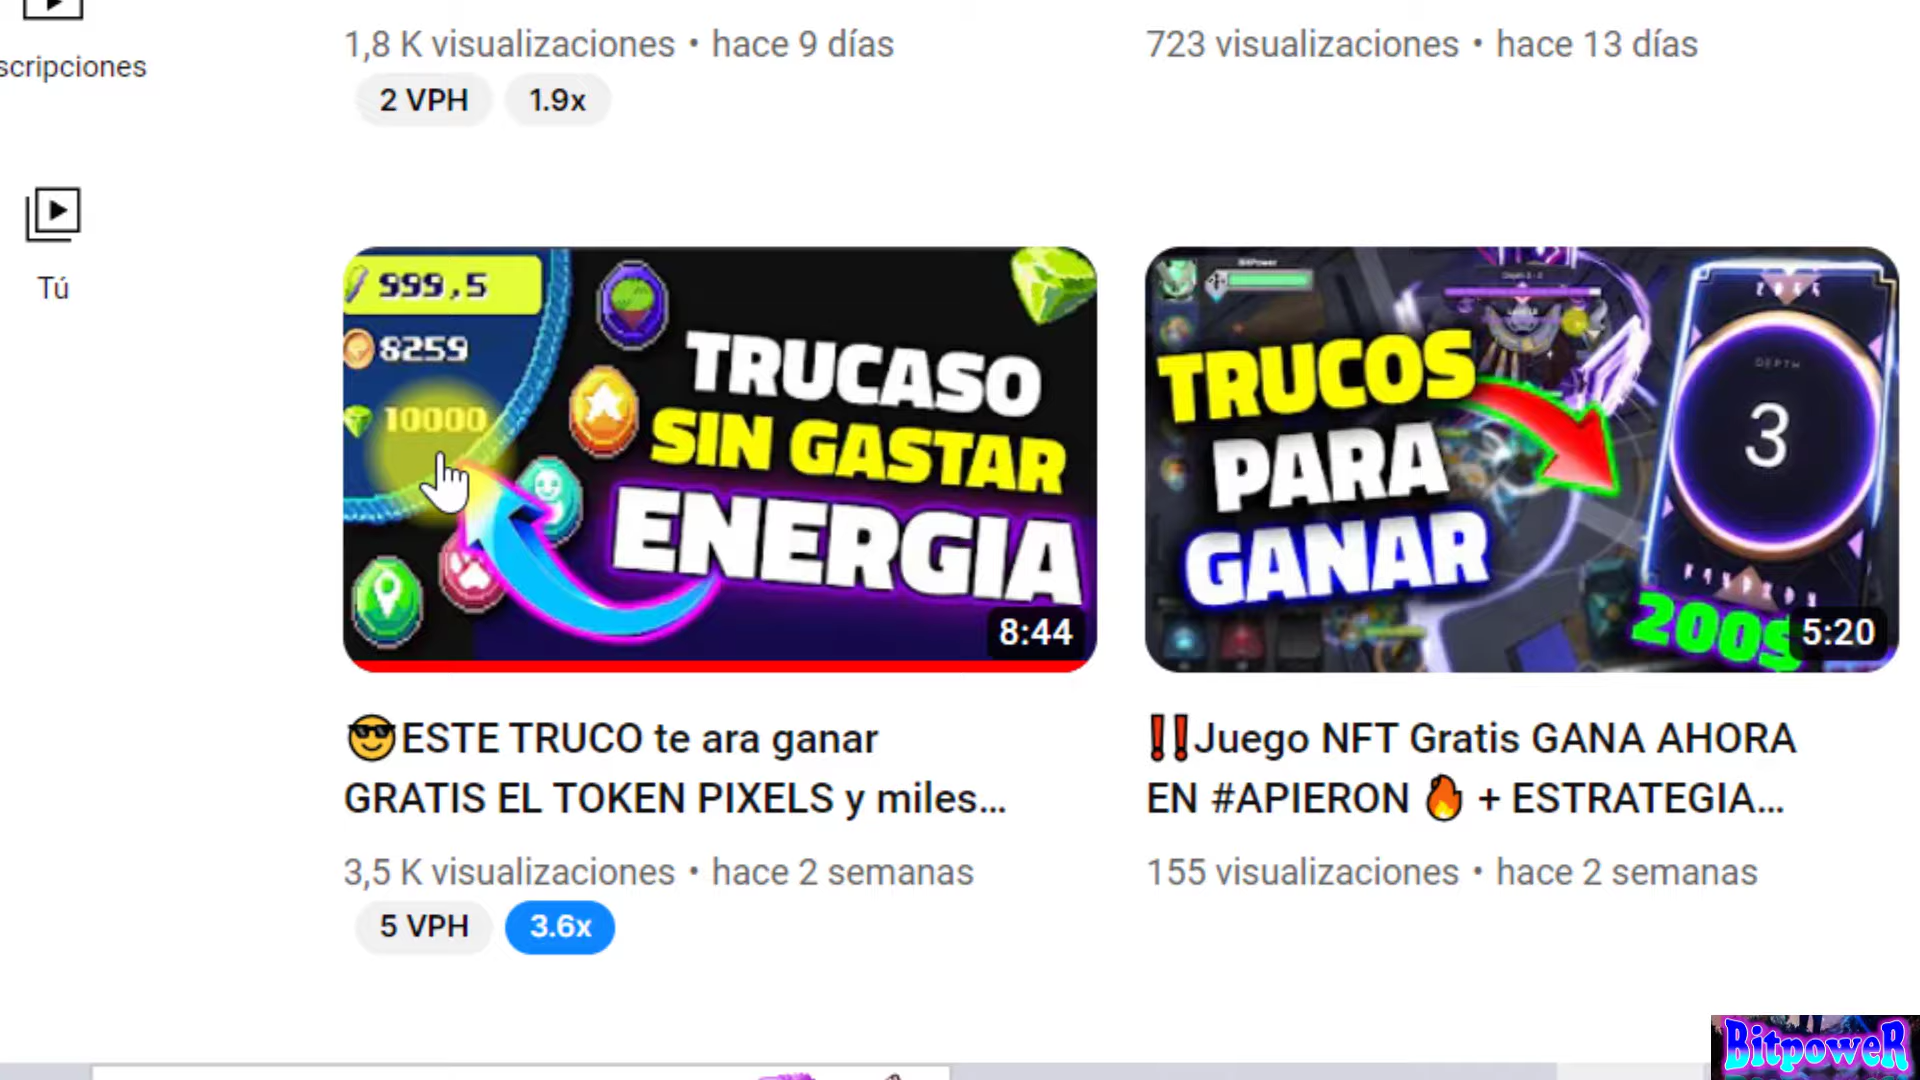 scripciones
1,8 K visualizaciones • hace 9 días
2 VPH 1.9x
723 visualizaciones • hace 13 días
Tú
999,5
8259
10000
TRUCASO
SIN GASTAR
ENERGIA
8:44
BitPower
TRUCOS
PARA
GANAR
DEPTH
3
200$
5:20
😎ESTE TRUCO te ara ganar
GRATIS EL TOKEN PIXELS y miles...
3,5 K visualizaciones • hace 2 semanas
5 VPH 3.6x
‼️Juego NFT Gratis GANA AHORA
EN #APIERON 🔥 + ESTRATEGIA...
155 visualizaciones • hace 2 semanas
BitpoweR